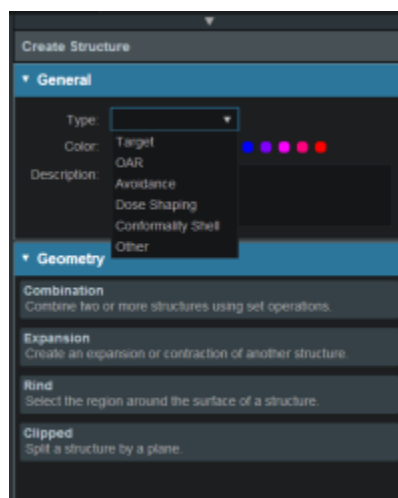 Create Structure
General
Type:
Target
Color:
OAR
Description:
Avoidance
Dose Shaping
Conformality Shell
Other
Geometry
Combination
Combine two or more structures using set operations.
Expansion
Create an expansion or contraction of another structure.
Rind
Select the region around the surface of a structure.
Clipped
Split a structure by a plane.